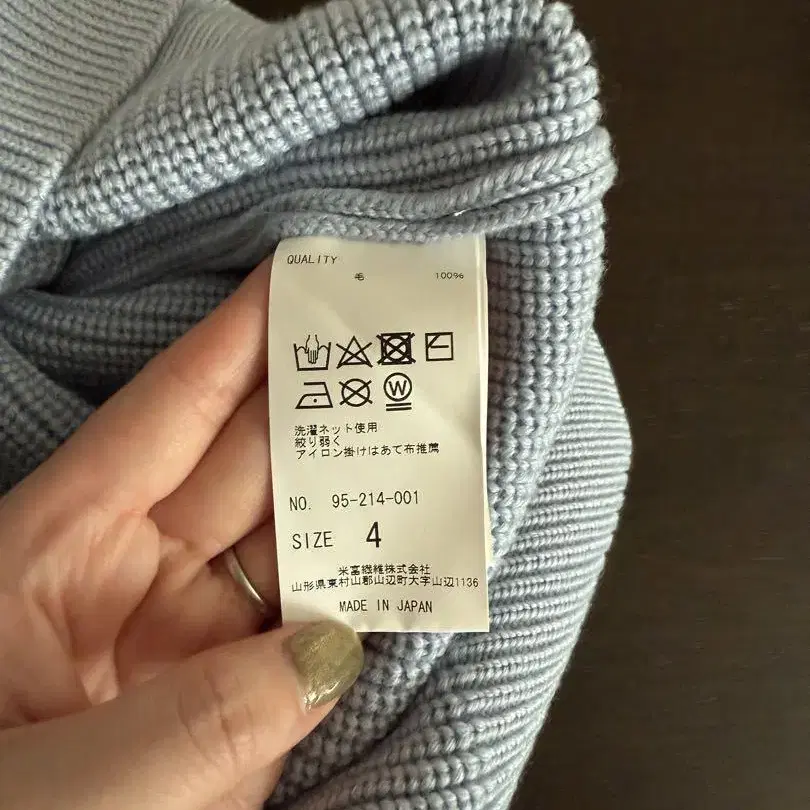 QUALITY
毛 100%
W
洗濯ネット使用
絞り弱く
アイロン掛けはあて布推薦
NO. 95-214-001
SIZE 4
米富繊維株式会社
山形県東村山郡山辺町大字山辺1136
MADE IN JAPAN